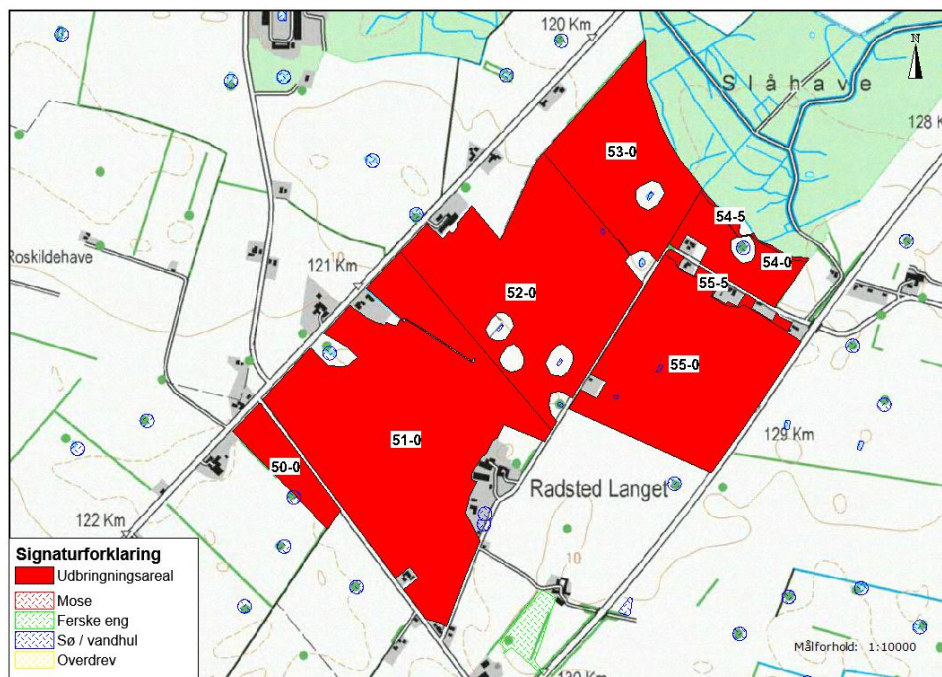 120 Km
N
Slåhave
128 K
53-0
54-5
54-0
Roskildehave
10
121 Km
55-5
52-0
55-0
51-0
129 Km
50-0
Radsted Langet
122 Km
10
Signaturforklaring
Udbringningsareal
Mose
Ferske eng
Sø / vandhul
Overdrev
Målforhold: 1:10000
130 Km